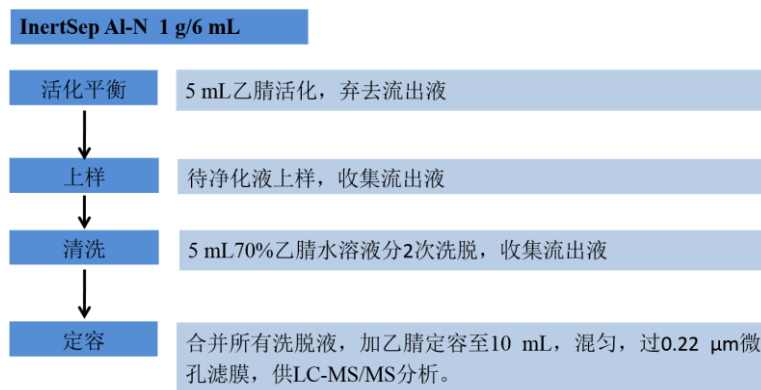 InertSep Al-N 1 g/6 mL
活化平衡
5 mL乙腈活化，弃去流出液
上样
待净化液上样，收集流出液
清洗
5 mL70%乙腈水溶液分2次洗脱，收集流出液
定容
合并所有洗脱液，加乙腈定容至10 mL，混匀，过0.22 μm微
孔滤膜，供LC-MS/MS分析。